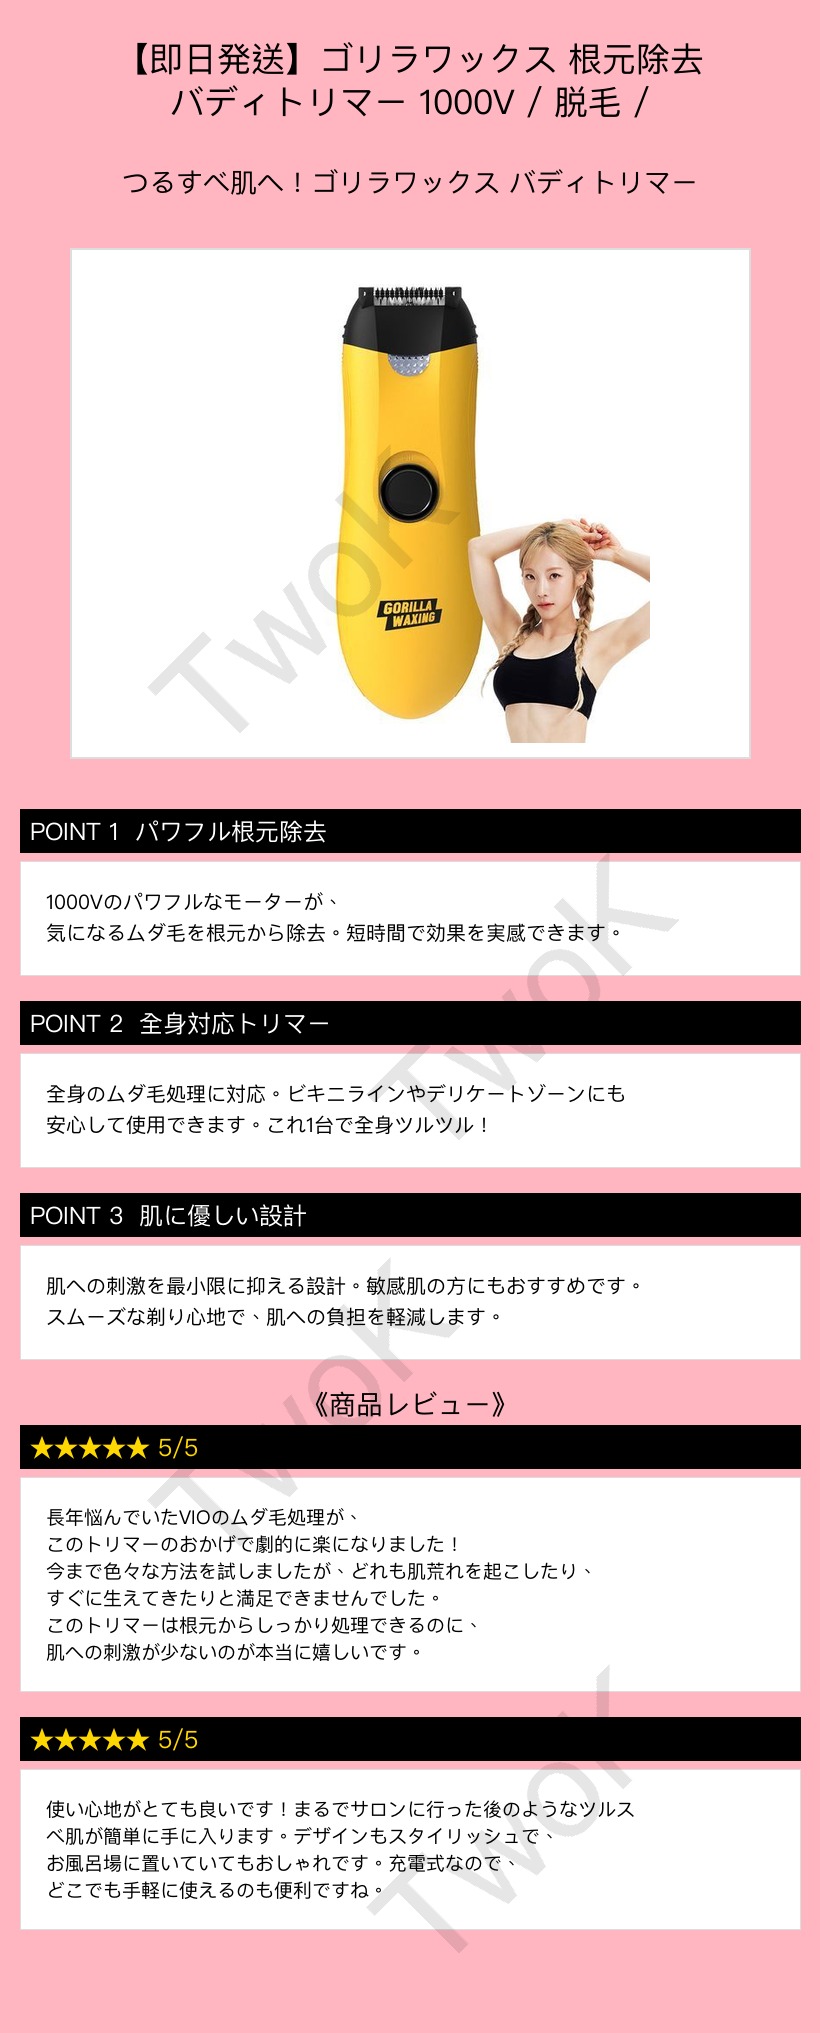 【即日発送】ゴリラワックス 根元除去
バディトリマー 1000V / 脱毛 /
つるすべ肌へ！ゴリラワックス バディトリマー
GORILLA
WAXING
TwoK
POINT 1 パワフル根元除去
1000Vのパワフルなモーターが、
気になるムダ毛を根元から除去。短時間で効果を実感できます。
TwoK
POINT 2 全身対応トリマー
全身のムダ毛処理に対応。ビキニラインやデリケートゾーンにも
安心して使用できます。これ1台で全身ツルツル！
POINT 3 肌に優しい設計
肌への刺激を最小限に抑える設計。敏感肌の方にもおすすめです。
スムーズな剃り心地で、肌への負担を軽減します。
TwoK
《商品レビュー》
★★★★★ 5/5
長年悩んでいたVIOのムダ毛処理が、
このトリマーのおかげで劇的に楽になりました！
今まで色々な方法を試しましたが、どれも肌荒れを起こしたり、
すぐに生えてきたりと満足できませんでした。
このトリマーは根元からしっかり処理できるのに、
肌への刺激が少ないのが本当に嬉しいです。
★★★★★ 5/5
使い心地がとても良いです！まるでサロンに行った後のようなツルス
べ肌が簡単に手に入ります。デザインもスタイリッシュで、
お風呂場に置いていてもおしゃれです。充電式なので、
どこでも手軽に使えるのも便利ですね。
TwoK